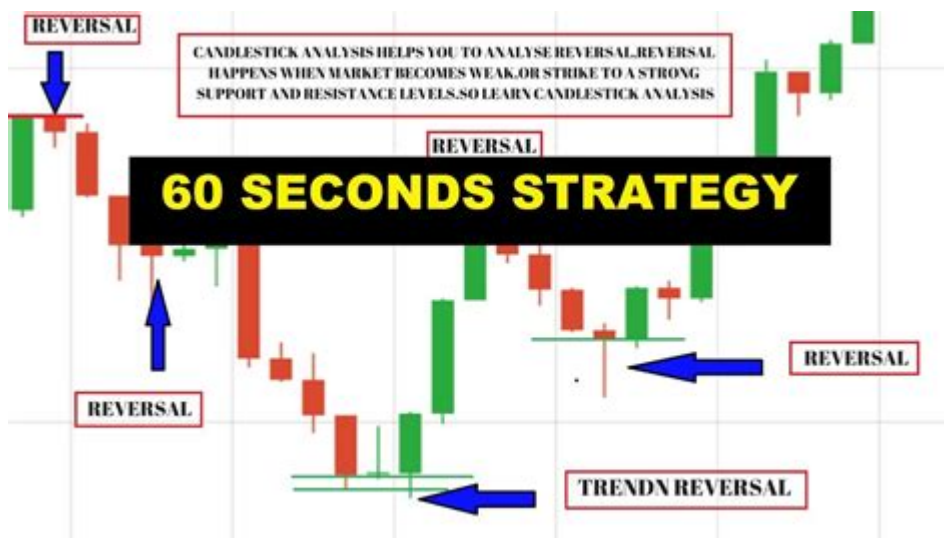 REVERSAL
CANDLESTICK ANALYSIS HELPS YOU TO ANALYSE REVERSAL.REVERSAL
HAPPENS WHEN MARKET BECOMES WEAK.OR STRIKE TO A STRONG
SUPPORT AND RESISTANCE LEVELS.SO LEARN CANDLESTICK ANALYSIS
REVERSAL
60 SECONDS STRATEGY
REVERSAL
REVERSAL
TRENDN REVERSAL